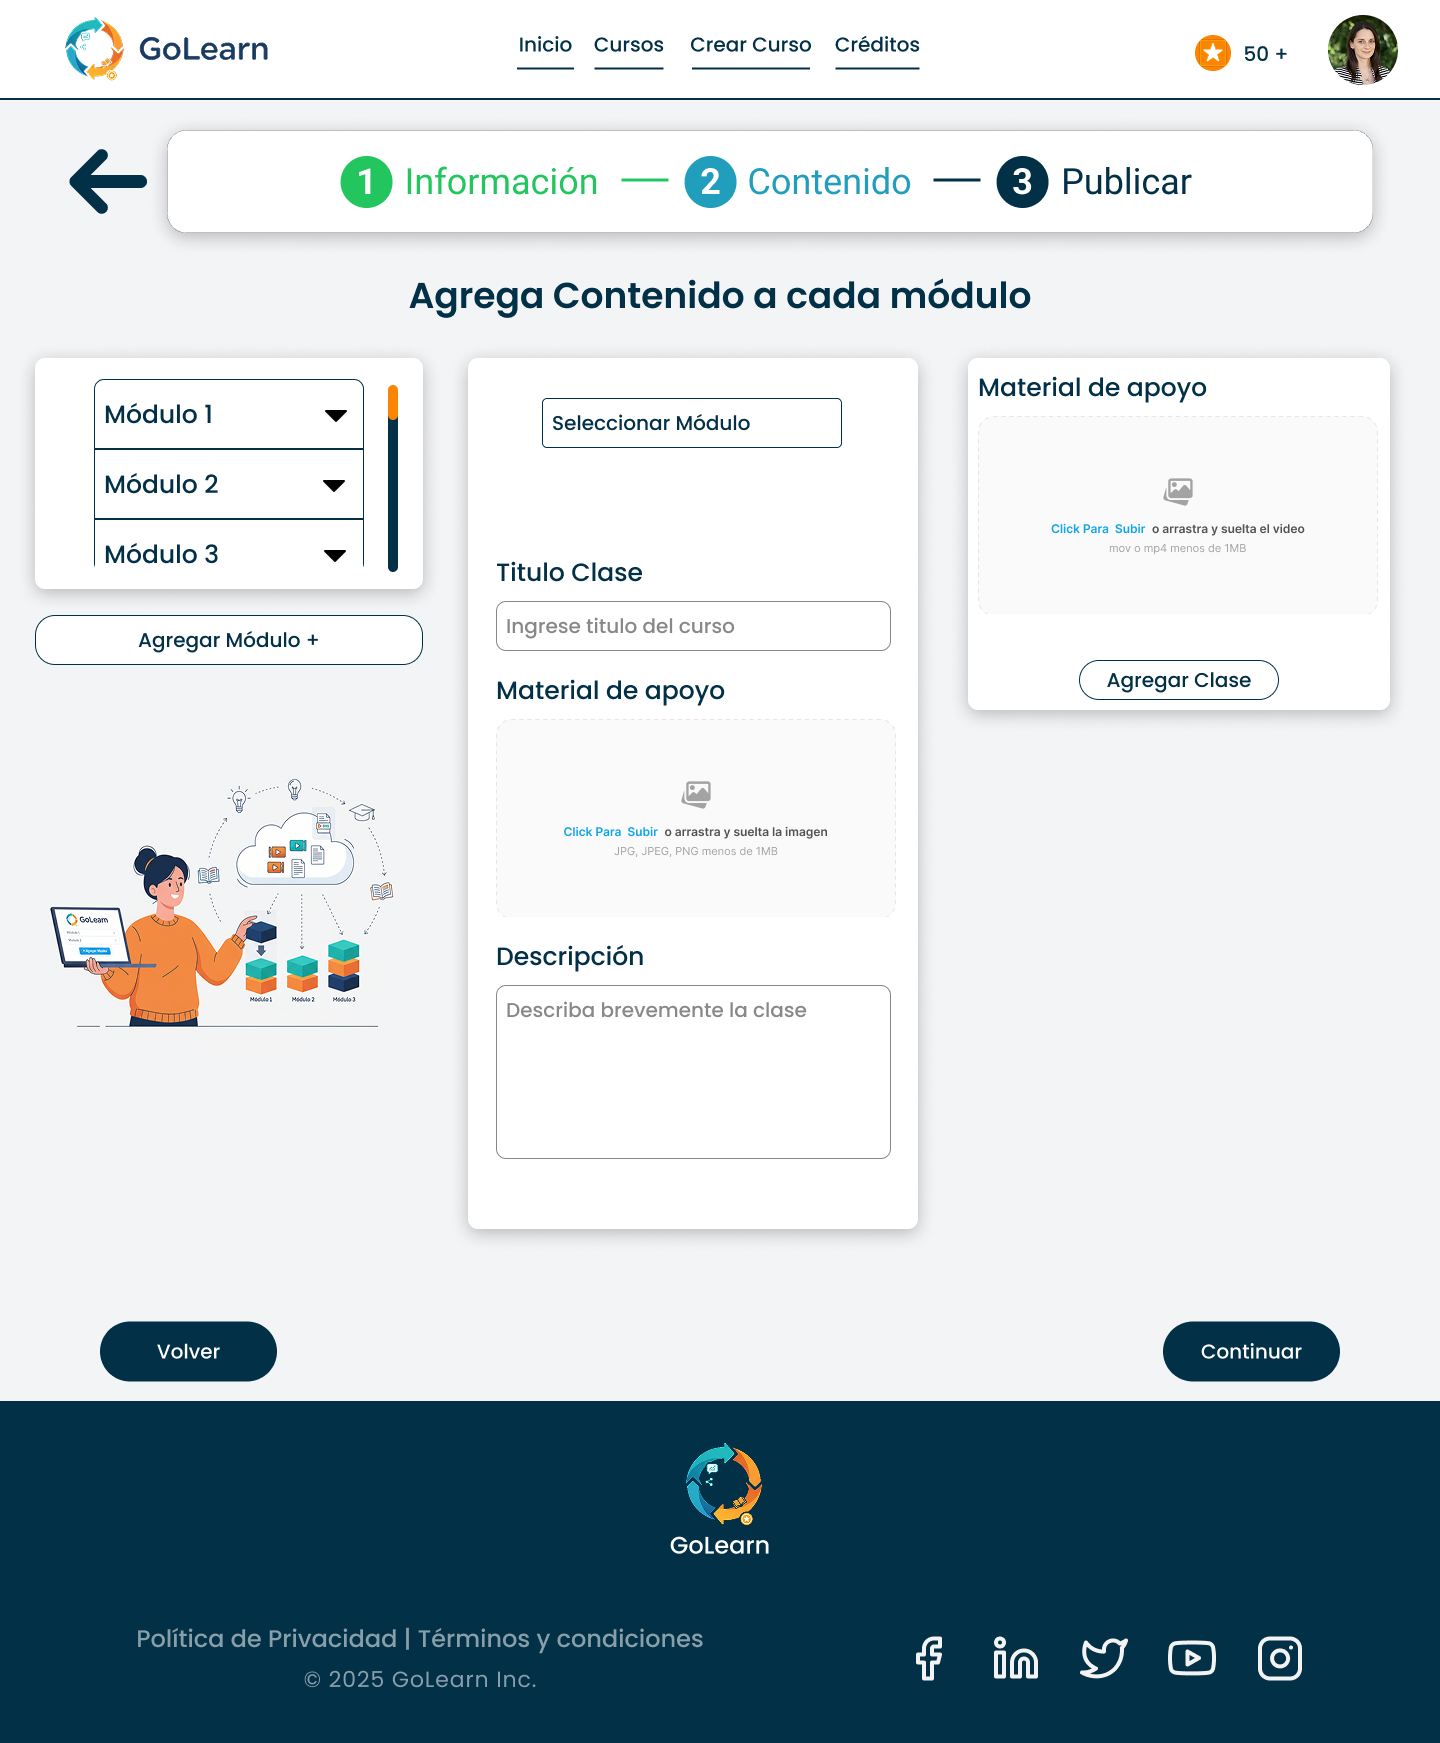 GoLearn
Inicio Cursos Crear Curso Créditos
50 +
1 Información 2 Contenido 3 Publicar
Agrega Contenido a cada módulo
Módulo 1
Módulo 2
Módulo 3
Agregar Módulo +
GoLearn
Módulo 1 Módulo 2 Módulo 3
Seleccionar Módulo
Titulo Clase
Ingrese titulo del curso
Material de apoyo
Click Para Subir o arrastra y suelta la imagen
JPG, JPEG, PNG menos de 1MB
Descripción
Describa brevemente la clase
Material de apoyo
Click Para Subir o arrastra y suelta el video
mov o mp4 menos de 1MB
Agregar Clase
Volver
Continuar
GoLearn
Política de Privacidad | Términos y condiciones
© 2025 GoLearn Inc.